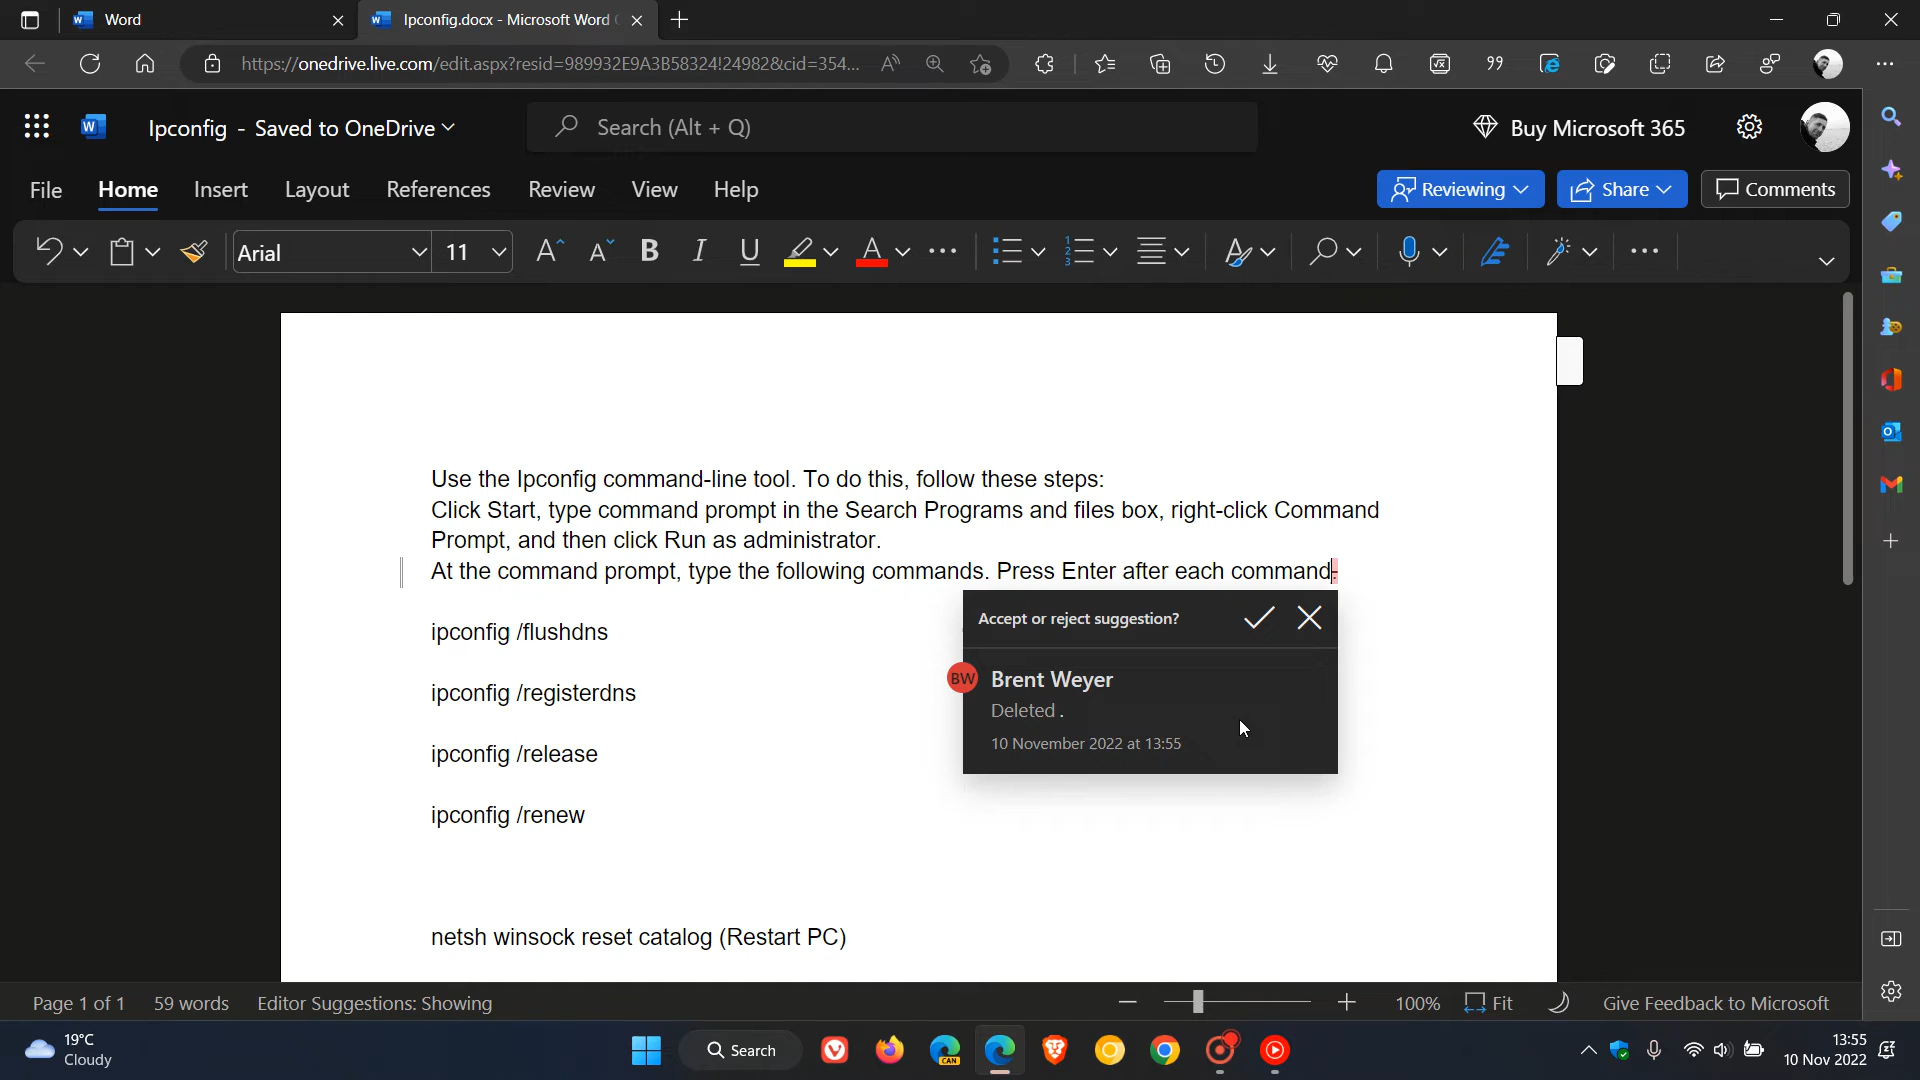 Word
Ipconfig.docx - Microsoft Word
https://onedrive.live.com/edit.aspx?resid=989932E9A3B58324!24982&cid=354...
Ipconfig - Saved to OneDrive
Search (Alt + Q)
Buy Microsoft 365
File Home Insert Layout References Review View Help
Reviewing Share Comments
Arial 11
Use the Ipconfig command-line tool. To do this, follow these steps:
Click Start, type command prompt in the Search Programs and files box, right-click Command
Prompt, and then click Run as administrator.
At the command prompt, type the following commands. Press Enter after each command.
Accept or reject suggestion?
BW Brent Weyer
Deleted .
10 November 2022 at 13:55
ipconfig /flushdns
ipconfig /registerdns
ipconfig /release
ipconfig /renew
netsh winsock reset catalog (Restart PC)
Page 1 of 1 59 words Editor Suggestions: Showing
100% Fit Give Feedback to Microsoft
19°C
Cloudy
Search
CAN
13:55
10 Nov 2022